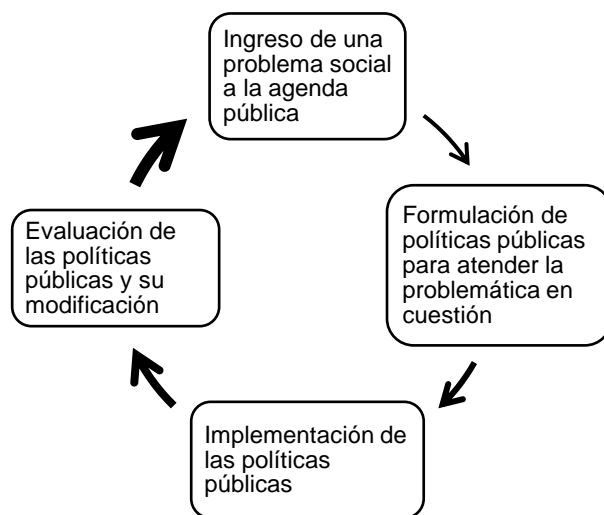 Ingreso de una
problema social
a la agenda
pública
Formulación de
políticas públicas
para atender la
problemática en
cuestión
Implementación de
las políticas
públicas
Evaluación de
las políticas
públicas y su
modificación